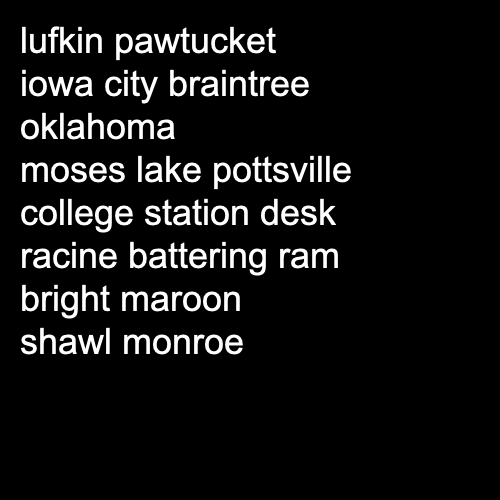 lufkin pawtucket
iowa city braintree
oklahoma
moses lake pottsville
college station desk
racine battering ram
bright maroon
shawl monroe